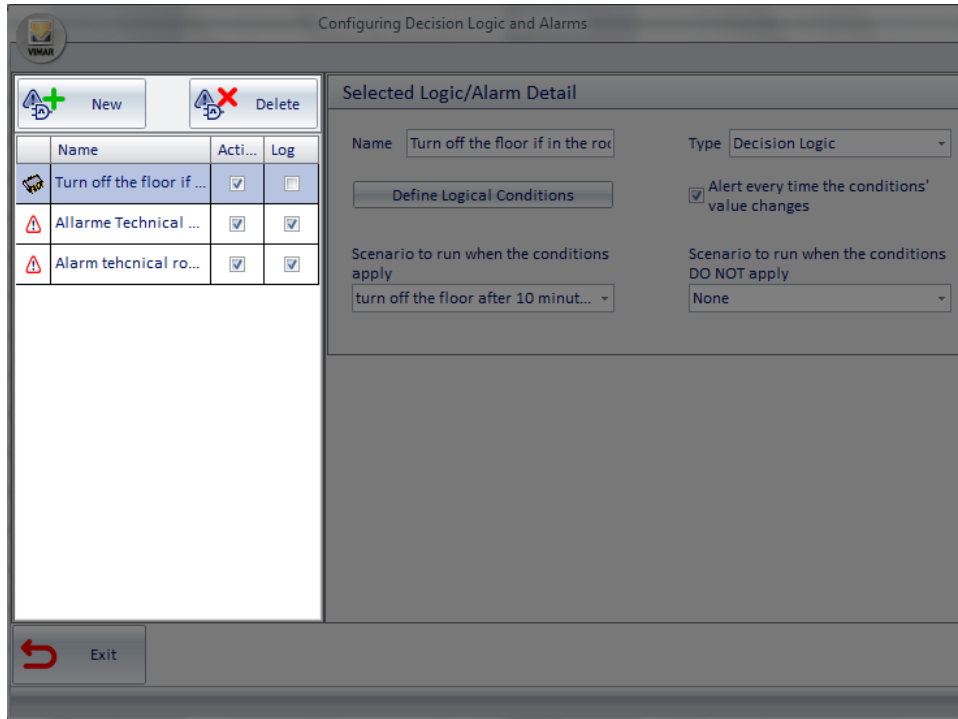 Configuring Decision Logic and Alarms
VIMAR
New
Delete
Selected Logic/Alarm Detail
Name
Acti...
Log
Name
Turn off the floor if in the roo
Type
Decision Logic
Turn off the floor if ...
Define Logical Conditions
Alert every time the conditions'
value changes
Allarme Technical ...
Alarm tehcnical ro...
Scenario to run when the conditions
apply
turn off the floor after 10 minut...
Scenario to run when the conditions
DO NOT apply
None
Exit